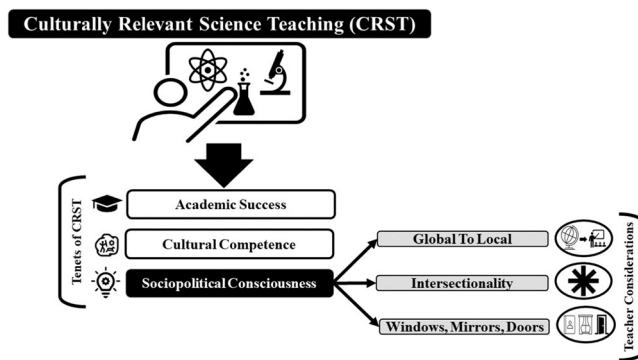 Culturally Relevant Science Teaching (CRST)
Tenets of CRST
Academic Success
Cultural Competence
Sociopolitical Consciousness
Global To Local
Intersectionality
Windows, Mirrors, Doors
Teacher Considerations